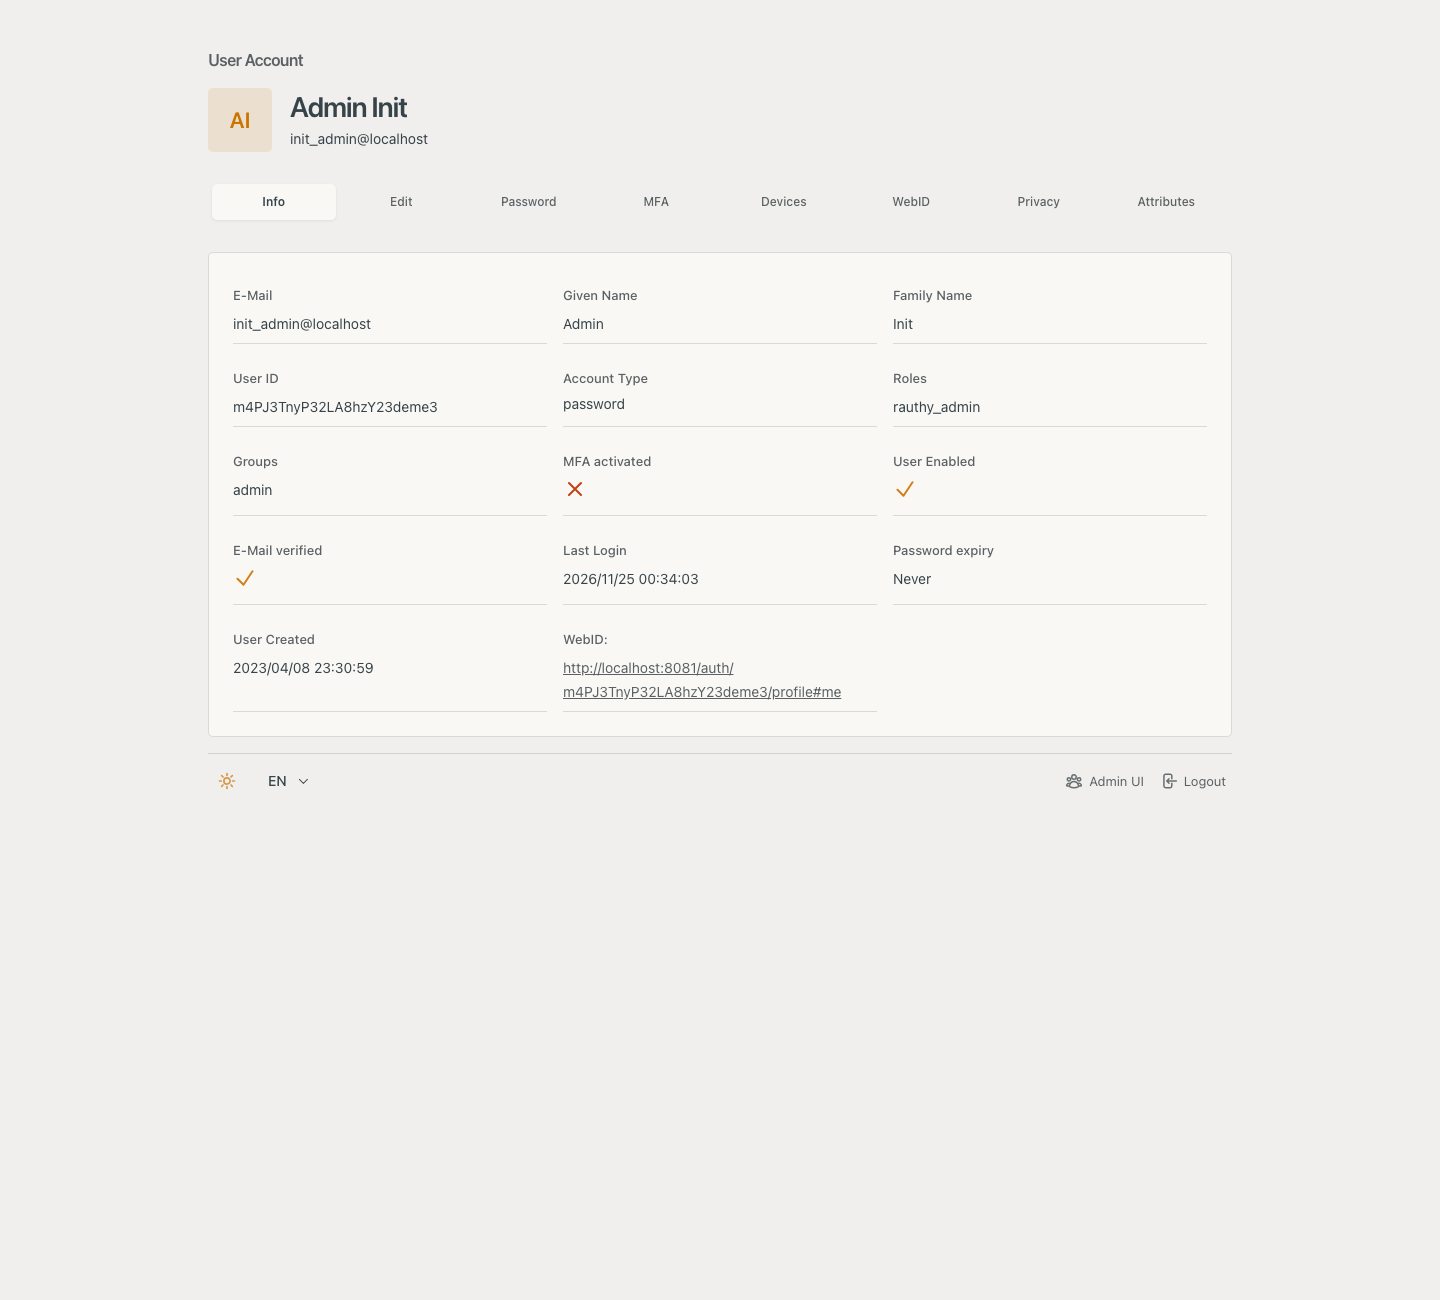 User Account
AI
Admin Init
init_admin@localhost
Info
Edit
Password
MFA
Devices
WebID
Privacy
Attributes
E-Mail
init_admin@localhost
Given Name
Admin
Family Name
Init
User ID
m4PJ3TnyP32LA8hzY23deme3
Account Type
password
Roles
rauthy_admin
Groups
admin
MFA activated
User Enabled
E-Mail verified
Last Login
2026/11/25 00:34:03
Password expiry
Never
User Created
2023/04/08 23:30:59
WebID:
http://localhost:8081/auth/
m4PJ3TnyP32LA8hzY23deme3/profile#me
EN
Admin UI
Logout